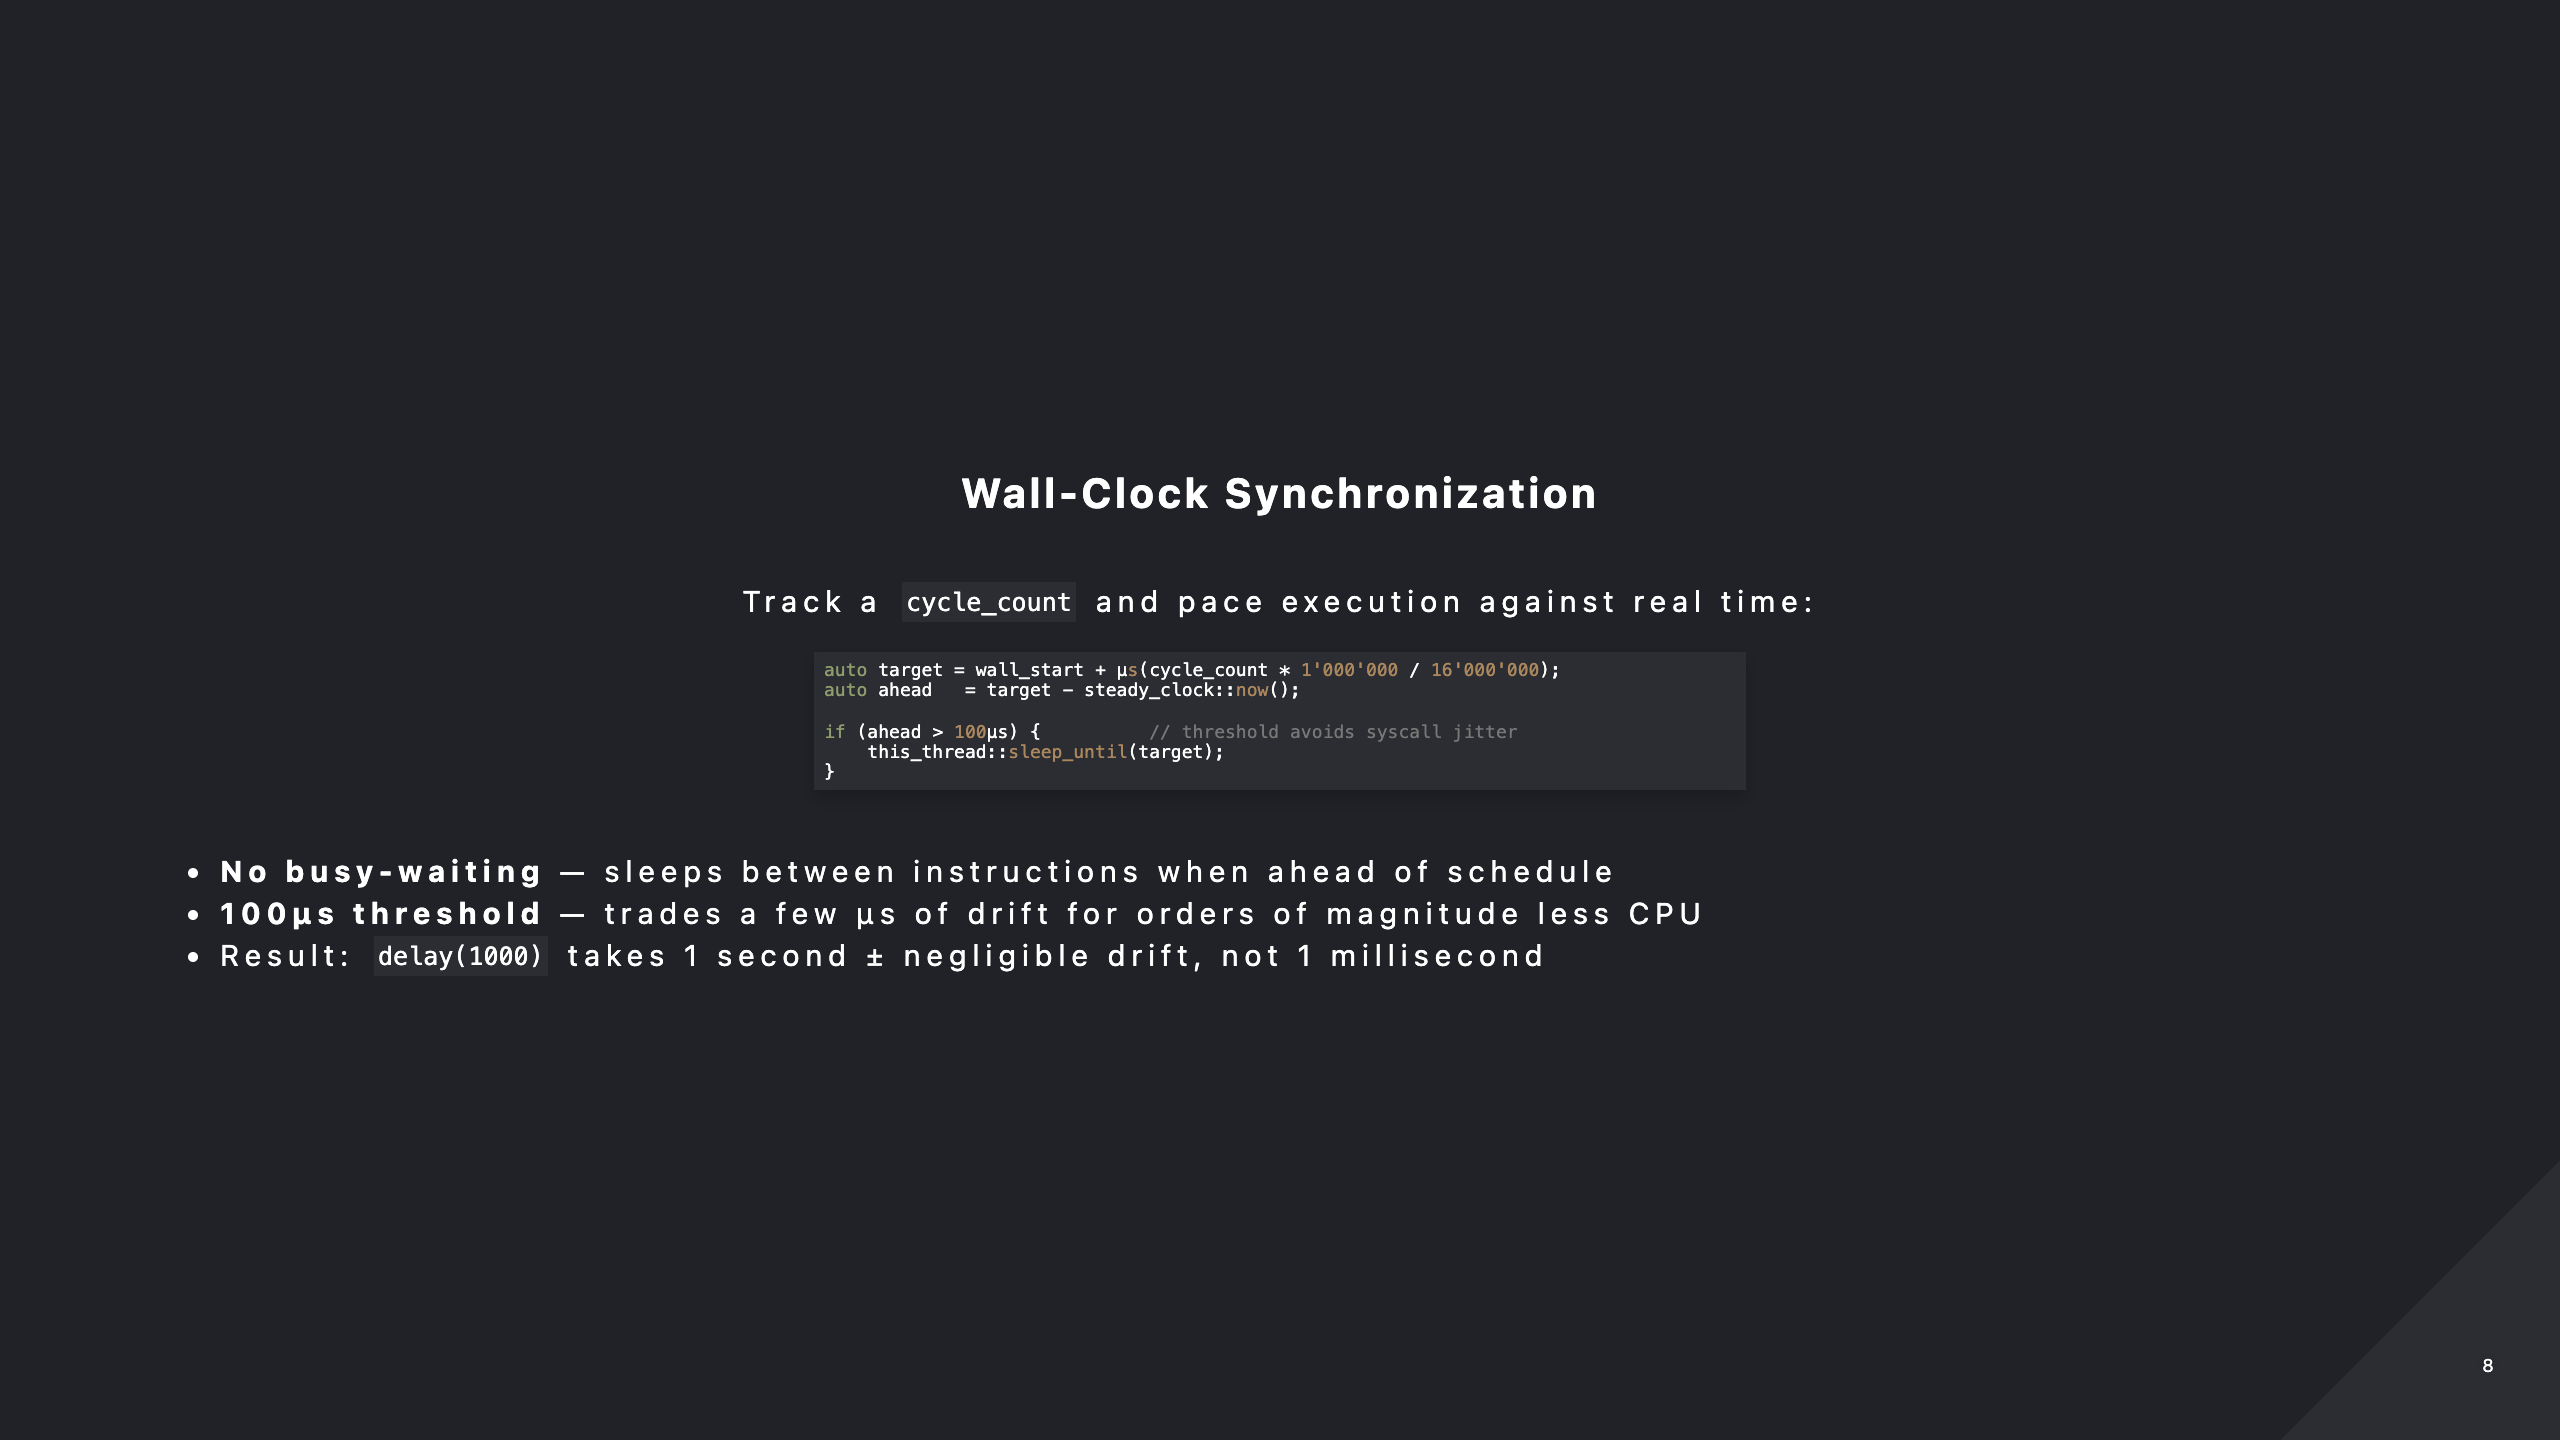 Wall-Clock Synchronization
Track a cycle_count and pace execution against real time:
auto target = wall_start + µs(cycle_count * 1'000'000 / 16'000'000);
auto ahead   = target − steady_clock::now();
if (ahead > 100µs) {          // threshold avoids syscall jitter
    this_thread::sleep_until(target);
}
• No busy-waiting — sleeps between instructions when ahead of schedule
• 100µs threshold — trades a few µs of drift for orders of magnitude less CPU
• Result: delay(1000) takes 1 second ± negligible drift, not 1 millisecond
8